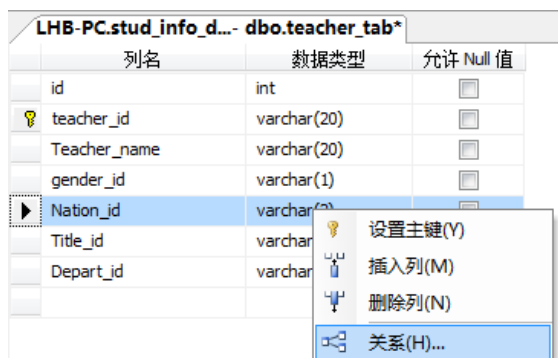 LHB-PC.stud_info_d...- dbo.teacher_tab*
列名 数据类型 允许 Null 值
id int
teacher_id varchar(20)
Teacher_name varchar(20)
gender_id varchar(1)
Nation_id varchar(2)
Title_id varchar
Depart_id varchar
设置主键(Y)
插入列(M)
删除列(N)
关系(H)...